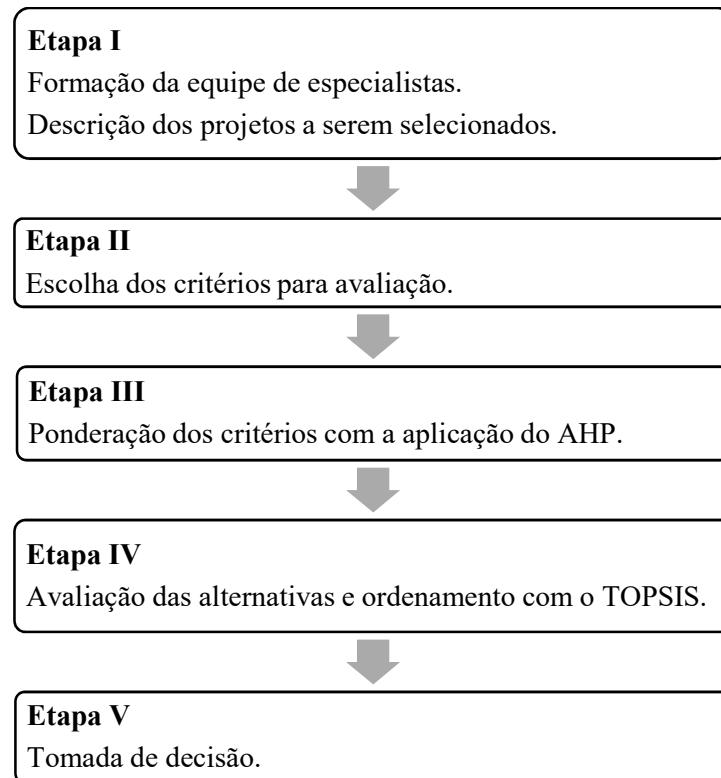 Etapa I
Formação da equipe de especialistas.
Descrição dos projetos a serem selecionados.
Etapa II
Escolha dos critérios para avaliação.
Etapa III
Ponderação dos critérios com a aplicação do AHP.
Etapa IV
Avaliação das alternativas e ordenamento com o TOPSIS.
Etapa V
Tomada de decisão.